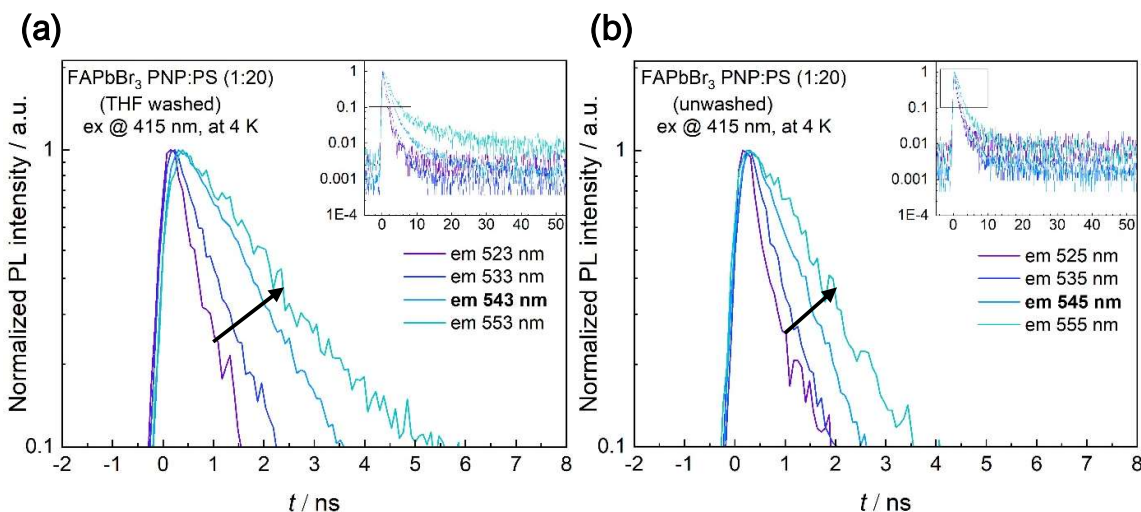 (a)
FAPbBr₃ PNP:PS (1:20)
(THF washed)
ex @ 415 nm, at 4 K
1
0.1
0.01
0.001
1E-4
0 10 20 30 40 50
em 523 nm
em 533 nm
em 543 nm
em 553 nm
Normalized PL intensity / a.u.
1
0.1
-2 -1 0 1 2 3 4 5 6 7 8
t / ns
(b)
FAPbBr₃ PNP:PS (1:20)
(unwashed)
ex @ 415 nm, at 4 K
1
0.1
0.01
0.001
1E-4
0 10 20 30 40 50
em 525 nm
em 535 nm
em 545 nm
em 555 nm
Normalized PL intensity / a.u.
1
0.1
-2 -1 0 1 2 3 4 5 6 7 8
t / ns